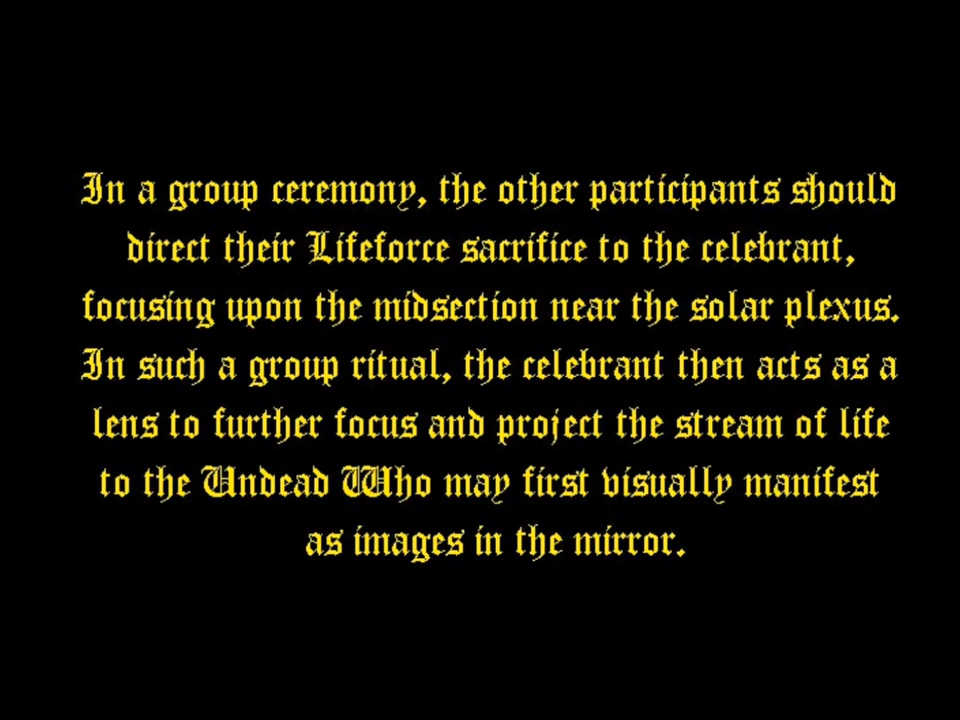 In a group ceremony, the other participants should
direct their Lifeforce sacrifice to the celebrant,
focusing upon the midsection near the solar plexus.
In such a group ritual, the celebrant then acts as a
lens to further focus and project the stream of life
to the Undead Who may first visually manifest
as images in the mirror.